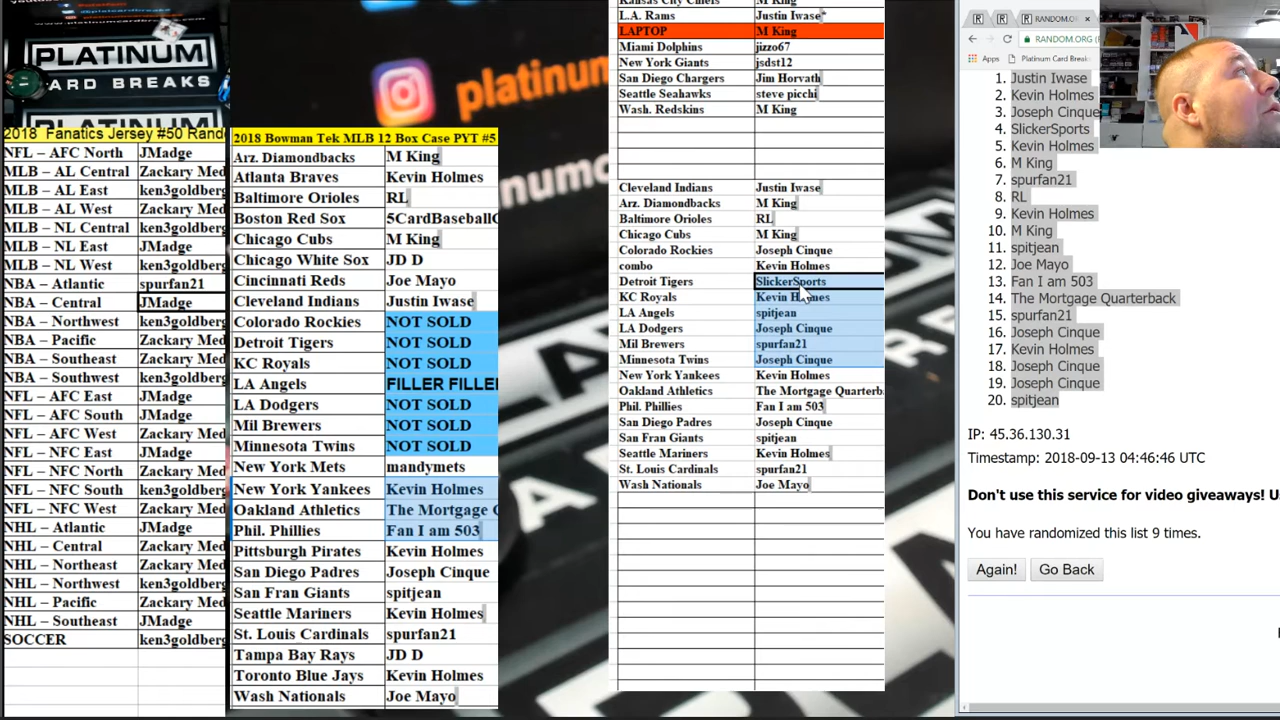 PLATINUM
CARD BREAKS
2018 Fanatics Jersey #50 Rand
NFL – AFC North JMadge
MLB – AL Central Zackary Med
MLB – AL East ken3goldberg
MLB – AL West Zackary Med
MLB – NL Central ken3goldberg
MLB – NL East JMadge
MLB – NL West Zackary Med
NBA – Atlantic spurfan21
NBA – Central JMadge
NBA – Northwest ken3goldberg
NBA – Pacific Zackary Med
NBA – Southeast ken3goldberg
NBA – Southwest ken3goldberg
NFL – AFC East JMadge
NFL – AFC South JMadge
NFL – AFC West Zackary Med
NFL – NFC East JMadge
NFL – NFC North Zackary Med
NFL – NFC South ken3goldberg
NFL – NFC West Zackary Med
NHL – Atlantic JMadge
NHL – Central Zackary Med
NHL – Northeast Zackary Med
NHL – Northwest ken3goldberg
NHL – Pacific Zackary Med
NHL – Southeast JMadge
SOCCER ken3goldberg
platinum
2018 Bowman Tek MLB 12 Box Case PYT #5
Arz. Diamondbacks M King
Atlanta Braves Kevin Holmes
Baltimore Orioles RL
Boston Red Sox 5CardBaseballC
Chicago Cubs M King
Chicago White Sox JD D
Cincinnati Reds Joe Mayo
Cleveland Indians Justin Iwase
Colorado Rockies NOT SOLD
Detroit Tigers NOT SOLD
KC Royals NOT SOLD
LA Angels FILLER FILLE
LA Dodgers NOT SOLD
Mil Brewers NOT SOLD
Minnesota Twins NOT SOLD
New York Mets mandymets
New York Yankees Kevin Holmes
Oakland Athletics The Mortgage Q
Phil. Phillies Fan I am 503
Pittsburgh Pirates Kevin Holmes
San Diego Padres Joseph Cinque
San Fran Giants spitjean
Seattle Mariners Kevin Holmes
St. Louis Cardinals spurfan21
Tampa Bay Rays JD D
Toronto Blue Jays Kevin Holmes
Wash Nationals Joe Mayo
Kansas City Chiefs M King
L.A. Rams Justin Iwase*
LAPTOP M King
Miami Dolphins jizzo67
New York Giants jsdst12
San Diego Chargers Jim Horvath
Seattle Seahawks steve picchi
Wash. Redskins M King
Cleveland Indians Justin Iwase
Arz. Diamondbacks M King
Baltimore Orioles RL
Chicago Cubs M King
Colorado Rockies Joseph Cinque
combo Kevin Holmes
Detroit Tigers SlickerSports
KC Royals Kevin Holmes
LA Angels spitjean
LA Dodgers Joseph Cinque
Mil Brewers spurfan21
Minnesota Twins Joseph Cinque
New York Yankees Kevin Holmes
Oakland Athletics The Mortgage Quarterb
Phil. Phillies Fan I am 503
San Diego Padres Joseph Cinque
San Fran Giants spitjean
Seattle Mariners Kevin Holmes
St. Louis Cardinals spurfan21
Wash Nationals Joe Mayo
RANDOM.OR
RANDOM.ORG (
Apps Platinum Card Break
1. Justin Iwase
2. Kevin Holmes
3. Joseph Cinque
4. SlickerSports
5. Kevin Holmes
6. M King
7. spurfan21
8. RL
9. Kevin Holmes
10. M King
11. spitjean
12. Joe Mayo
13. Fan I am 503
14. The Mortgage Quarterback
15. spurfan21
16. Joseph Cinque
17. Kevin Holmes
18. Joseph Cinque
19. Joseph Cinque
20. spitjean
IP: 45.36.130.31
Timestamp: 2018-09-13 04:46:46 UTC
Don't use this service for video giveaways! U
You have randomized this list 9 times.
Again! Go Back